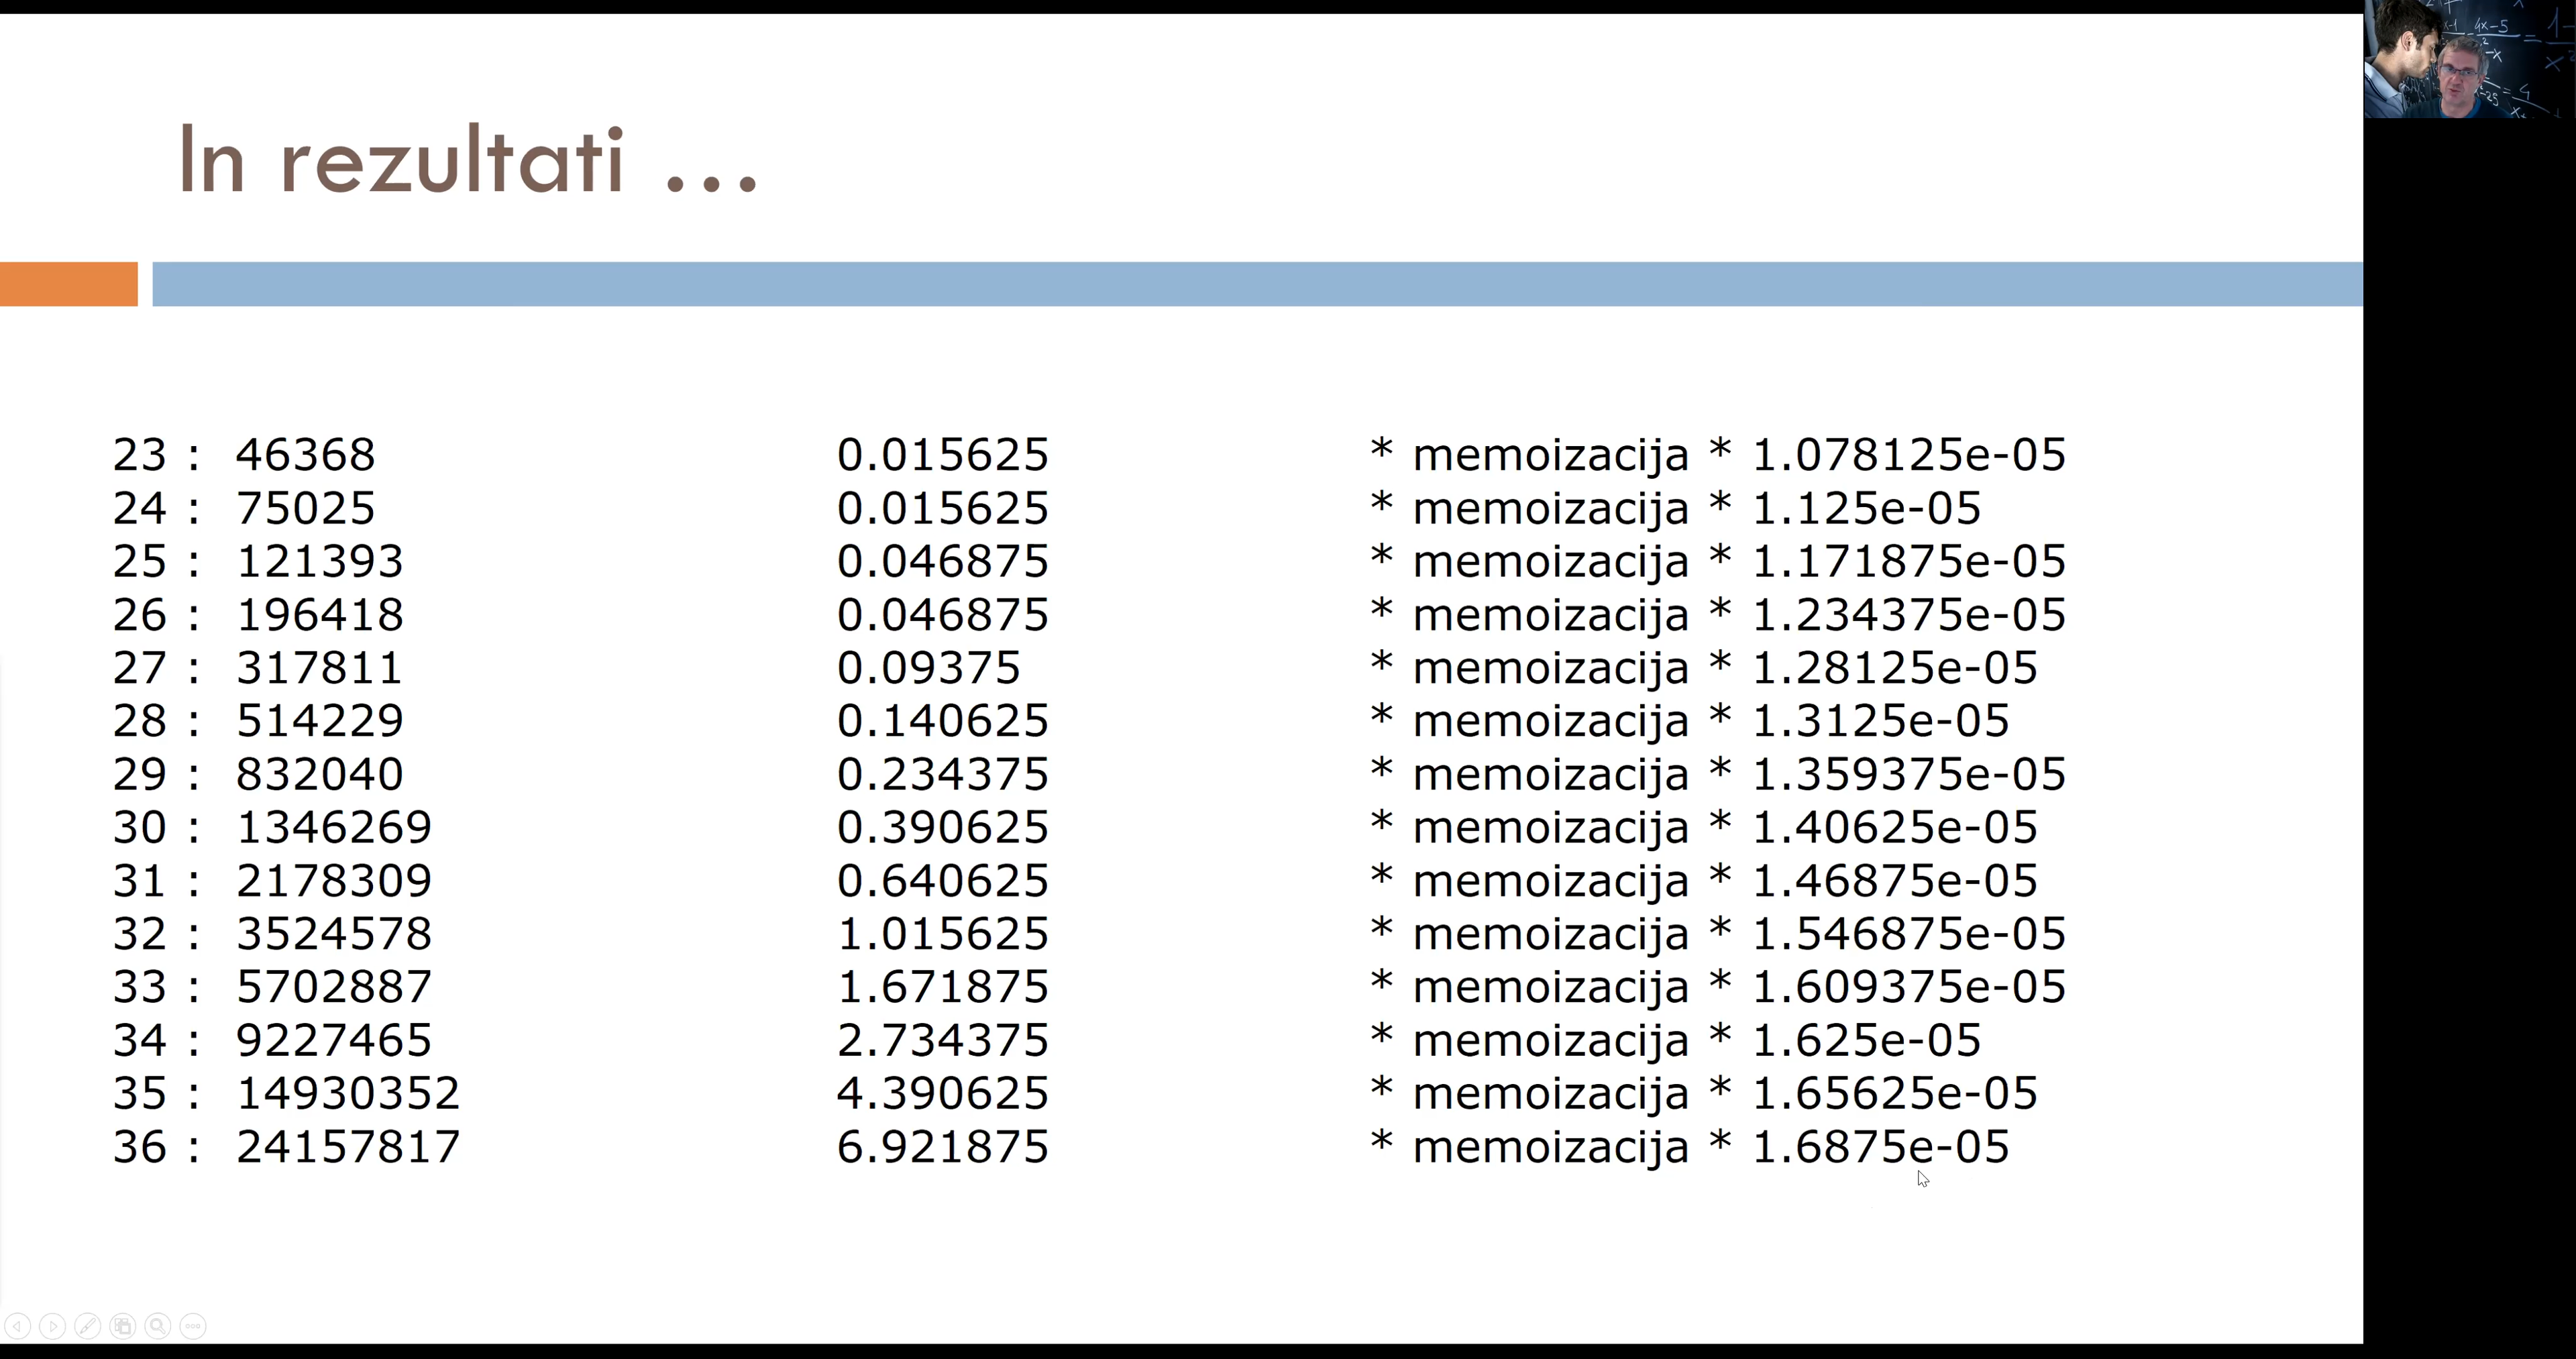 In rezultati ...
23 : 46368 0.015625 * memoizacija * 1.078125e-05
24 : 75025 0.015625 * memoizacija * 1.125e-05
25 : 121393 0.046875 * memoizacija * 1.171875e-05
26 : 196418 0.046875 * memoizacija * 1.234375e-05
27 : 317811 0.09375 * memoizacija * 1.28125e-05
28 : 514229 0.140625 * memoizacija * 1.3125e-05
29 : 832040 0.234375 * memoizacija * 1.359375e-05
30 : 1346269 0.390625 * memoizacija * 1.40625e-05
31 : 2178309 0.640625 * memoizacija * 1.46875e-05
32 : 3524578 1.015625 * memoizacija * 1.546875e-05
33 : 5702887 1.671875 * memoizacija * 1.609375e-05
34 : 9227465 2.734375 * memoizacija * 1.625e-05
35 : 14930352 4.390625 * memoizacija * 1.65625e-05
36 : 24157817 6.921875 * memoizacija * 1.6875e-05